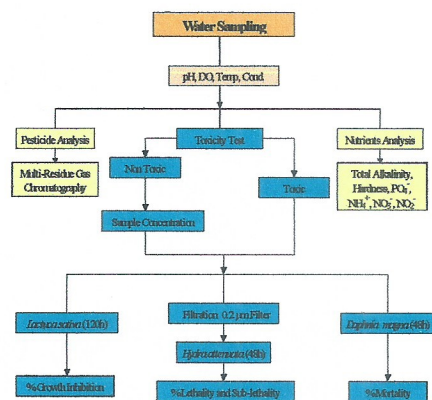 Water Sampling
pH, DO, Temp, Cond.
Pesticide Analysis
Toxicity Test
Nutrients Analysis
Multi-Residue Gas
Chromatography
Non Toxic
Toxic
Total Alkalinity,
Hardness, PO₄⁻,
NH₄⁺, NO₃⁻, NO₂⁻
Sample Concentration
Lactuca sativa (120h)
Filtration 0.2 μm Filter
Daphnia magna (48h)
Hydra attenuata (48h)
% Growth Inhibition
% Lethality and Sub-lethality
% Mortality